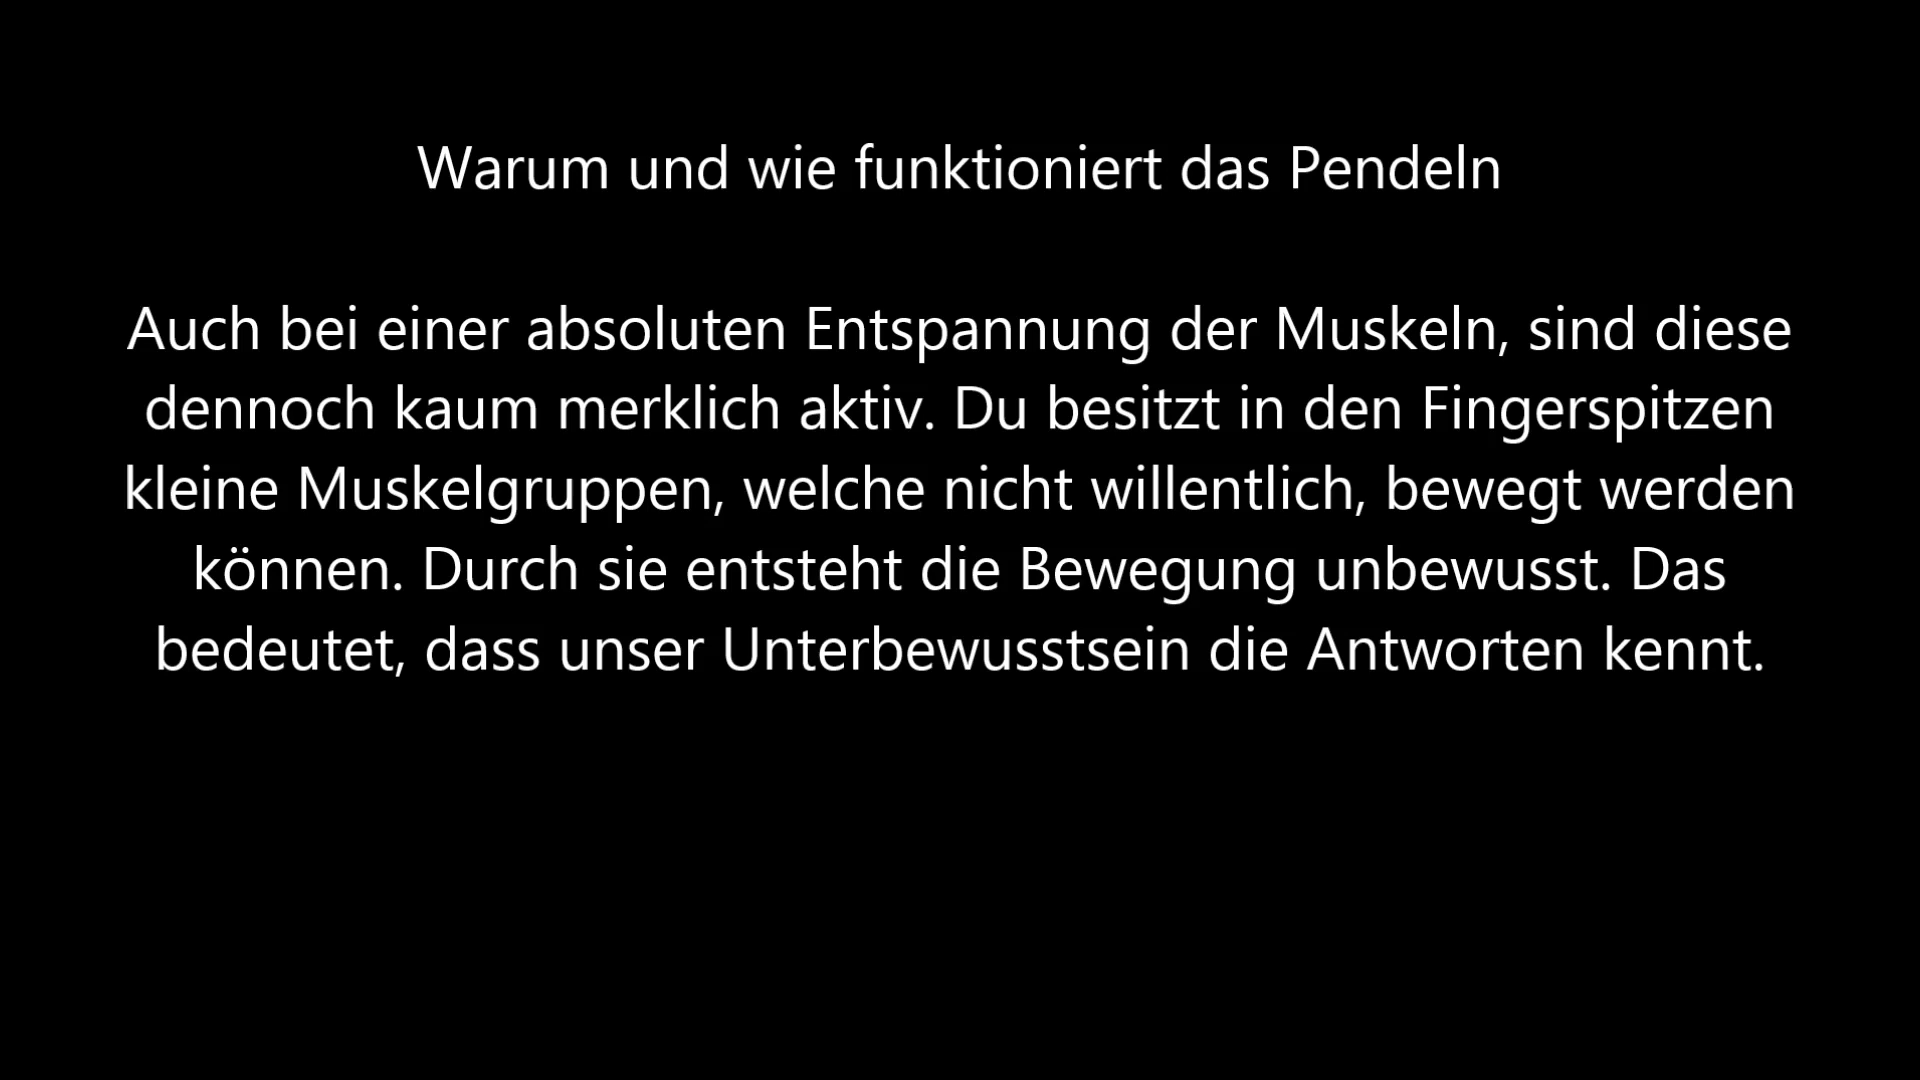 Warum und wie funktioniert das Pendeln
Auch bei einer absoluten Entspannung der Muskeln, sind diese
dennoch kaum merklich aktiv. Du besitzt in den Fingerspitzen
kleine Muskelgruppen, welche nicht willentlich, bewegt werden
können. Durch sie entsteht die Bewegung unbewusst. Das
bedeutet, dass unser Unterbewusstsein die Antworten kennt.